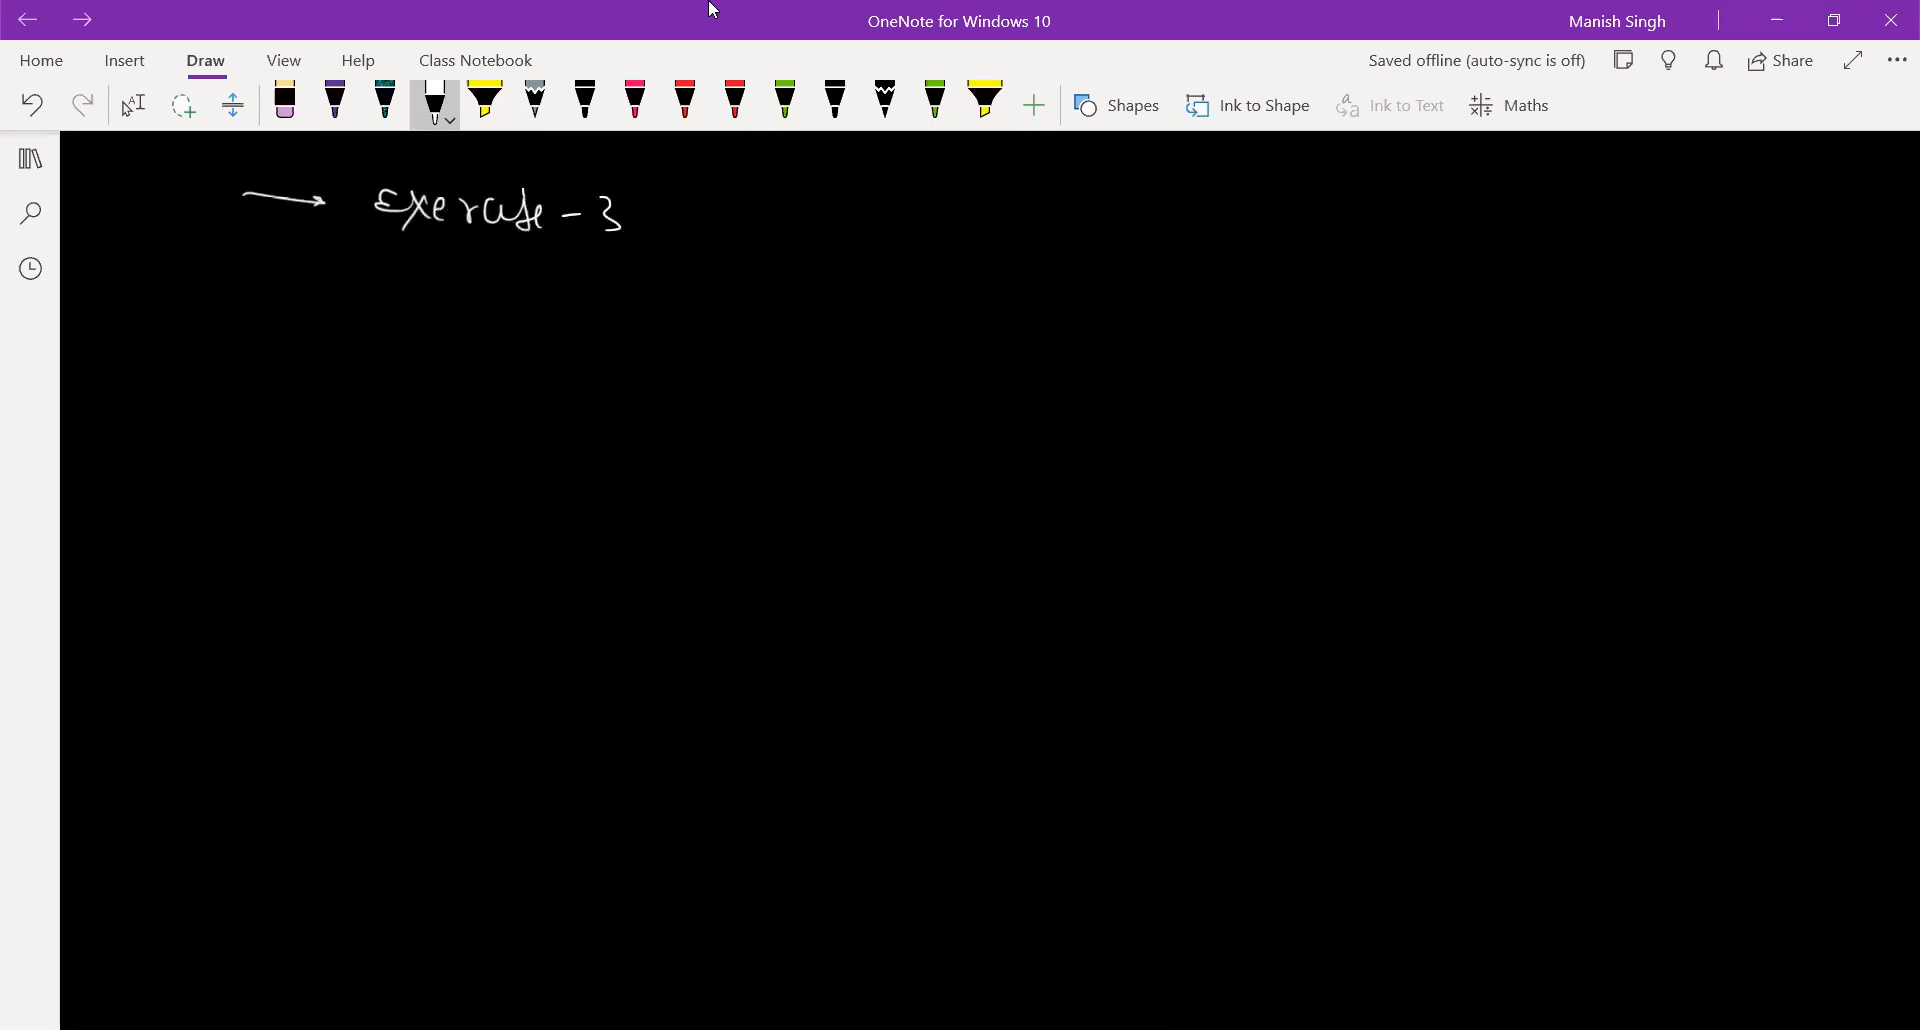 OneNote for Windows 10
Manish Singh
Home Insert Draw View Help Class Notebook
Saved offline (auto-sync is off) Share
Shapes Ink to Shape Ink to Text Maths
→ Exercise - 3